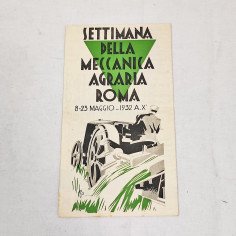 SETTIMANA
DELLA
MECCANICA
AGRARIA
ROMA
8-23 MAGGIO-1932 A.X°